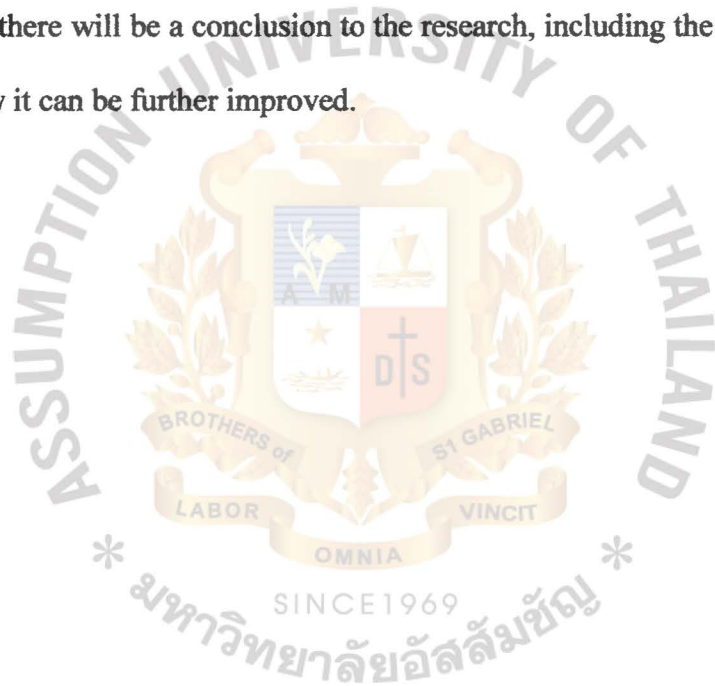 there will be a conclusion to the research, including the
it can be further improved.
ASSUMPTION UNIVERSITY OF THAILAND
A M
D S
BROTHERS of
S1 GABRIEL
LABOR
VINCIT
OMNIA
* *
SINCE1969
มหาวิทยาลัยอัสสัมชัญ